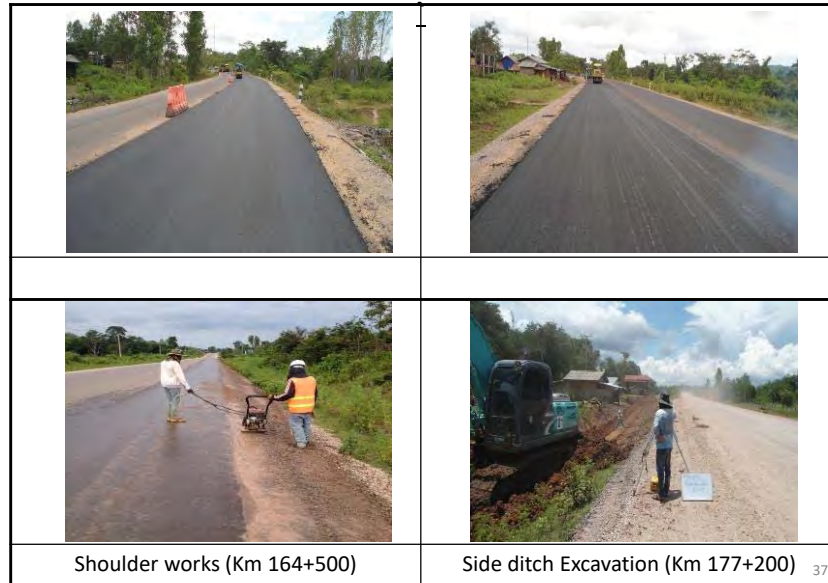 Shoulder works (Km 164+500)
Side ditch Excavation (Km 177+200)
37